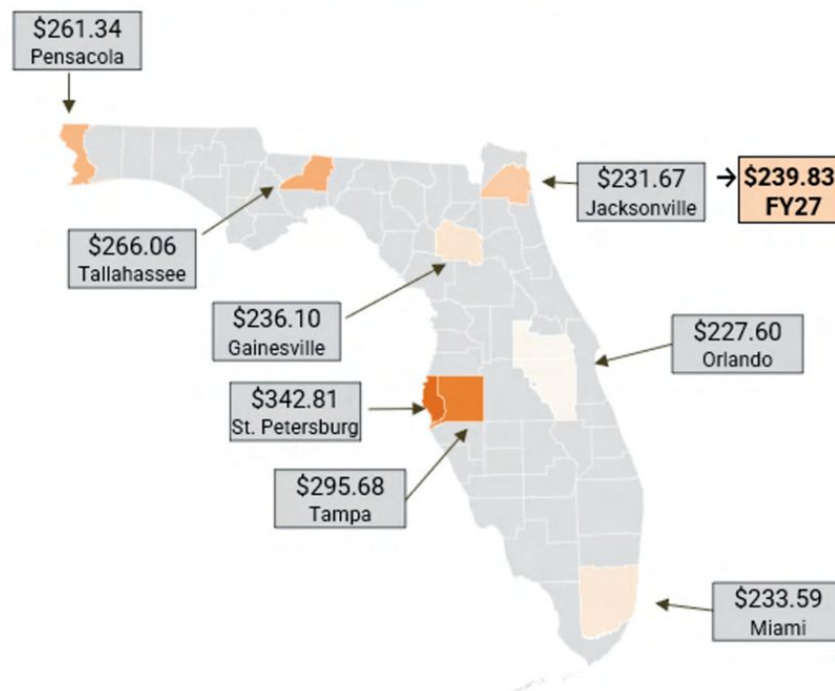 $261.34
Pensacola
$231.67
Jacksonville
→ $239.83
FY27
$266.06
Tallahassee
$236.10
Gainesville
$227.60
Orlando
$342.81
St. Petersburg
$295.68
Tampa
$233.59
Miami